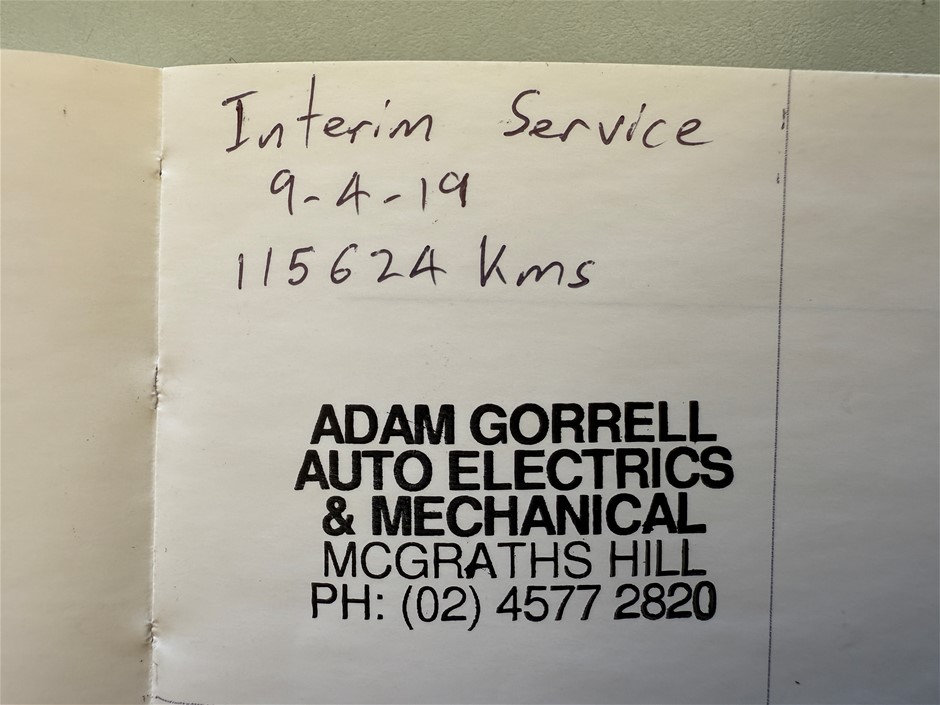 Interim Service
9-4-19
115624 Kms
ADAM GORRELL
AUTO ELECTRICS
& MECHANICAL
MCGRATHS HILL
PH: (02) 4577 2820